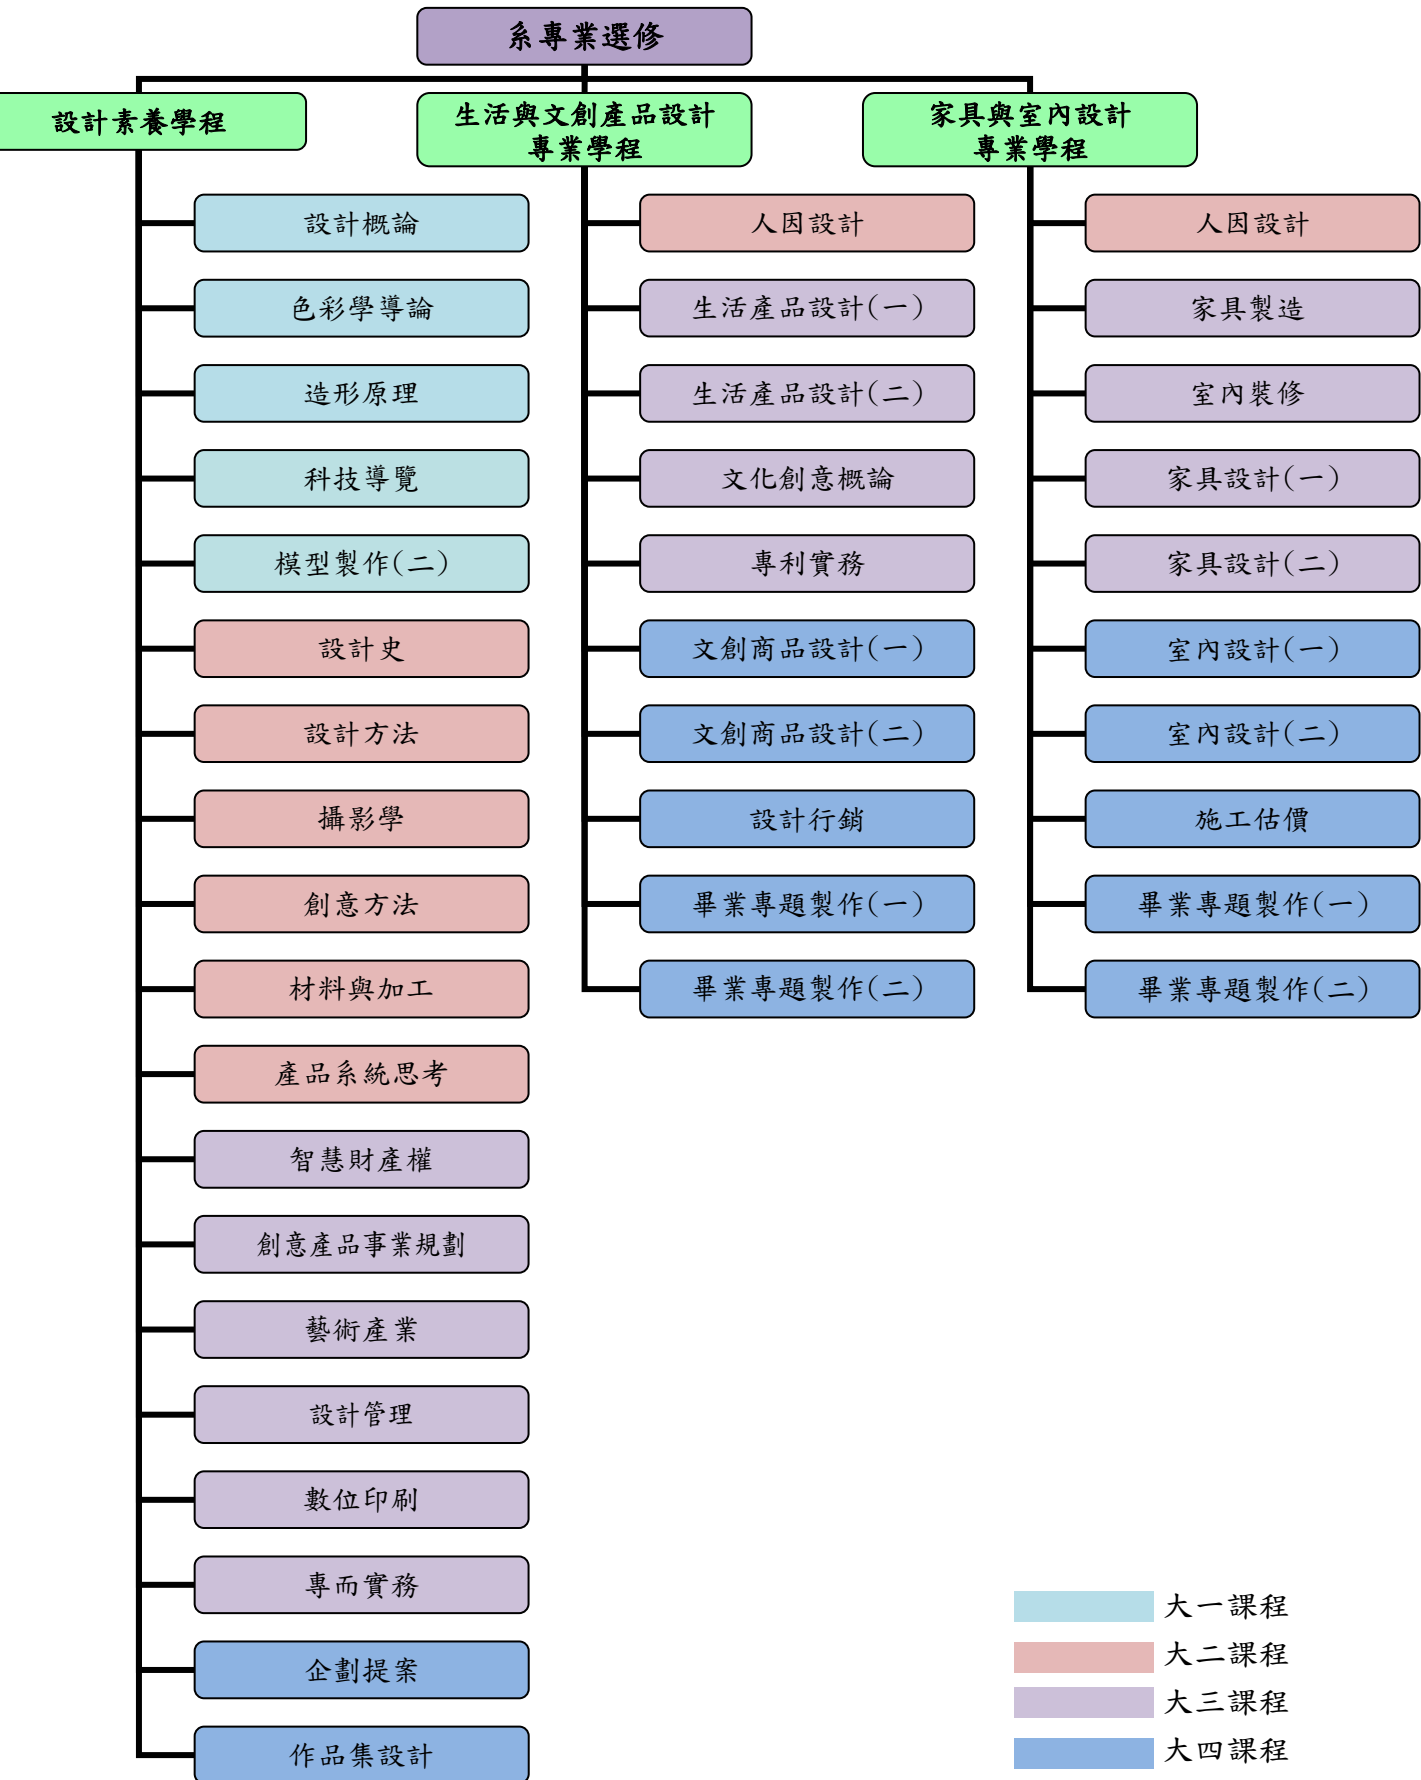 系專業選修
設計素養學程
生活與文創產品設計
專業學程
家具與室內設計
專業學程
設計概論
色彩學導論
造形原理
科技導覽
模型製作(二)
設計史
設計方法
攝影學
創意方法
材料與加工
產品系統思考
智慧財產權
創意產品事業規劃
藝術產業
設計管理
數位印刷
專而實務
企劃提案
作品集設計
人因設計
生活產品設計(一)
生活產品設計(二)
文化創意概論
專利實務
文創商品設計(一)
文創商品設計(二)
設計行銷
畢業專題製作(一)
畢業專題製作(二)
人因設計
家具製造
室內裝修
家具設計(一)
家具設計(二)
室內設計(一)
室內設計(二)
施工估價
畢業專題製作(一)
畢業專題製作(二)
大一課程
大二課程
大三課程
大四課程